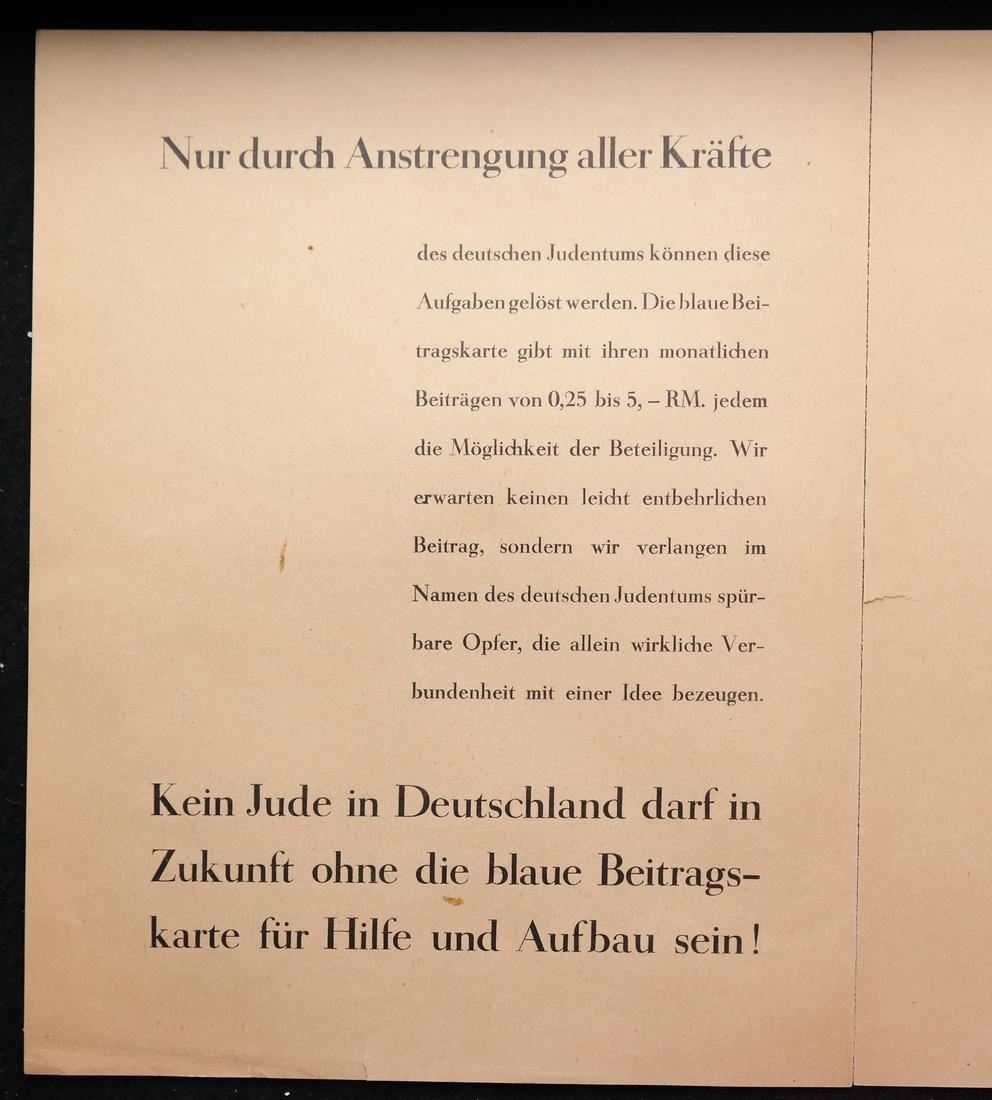 Nur durch Anstrengung aller Kräfte
des deutschen Judentums können diese
Aufgaben gelöst werden. Die blaue Bei-
tragskarte gibt mit ihren monatlichen
Beiträgen von 0,25 bis 5, – RM. jedem
die Möglichkeit der Beteiligung. Wir
erwarten keinen leicht entbehrlichen
Beitrag, sondern wir verlangen im
Namen des deutschen Judentums spür-
bare Opfer, die allein wirkliche Ver-
bundenheit mit einer Idee bezeugen.
Kein Jude in Deutschland darf in
Zukunft ohne die blaue Beitrags-
karte für Hilfe und Aufbau sein!